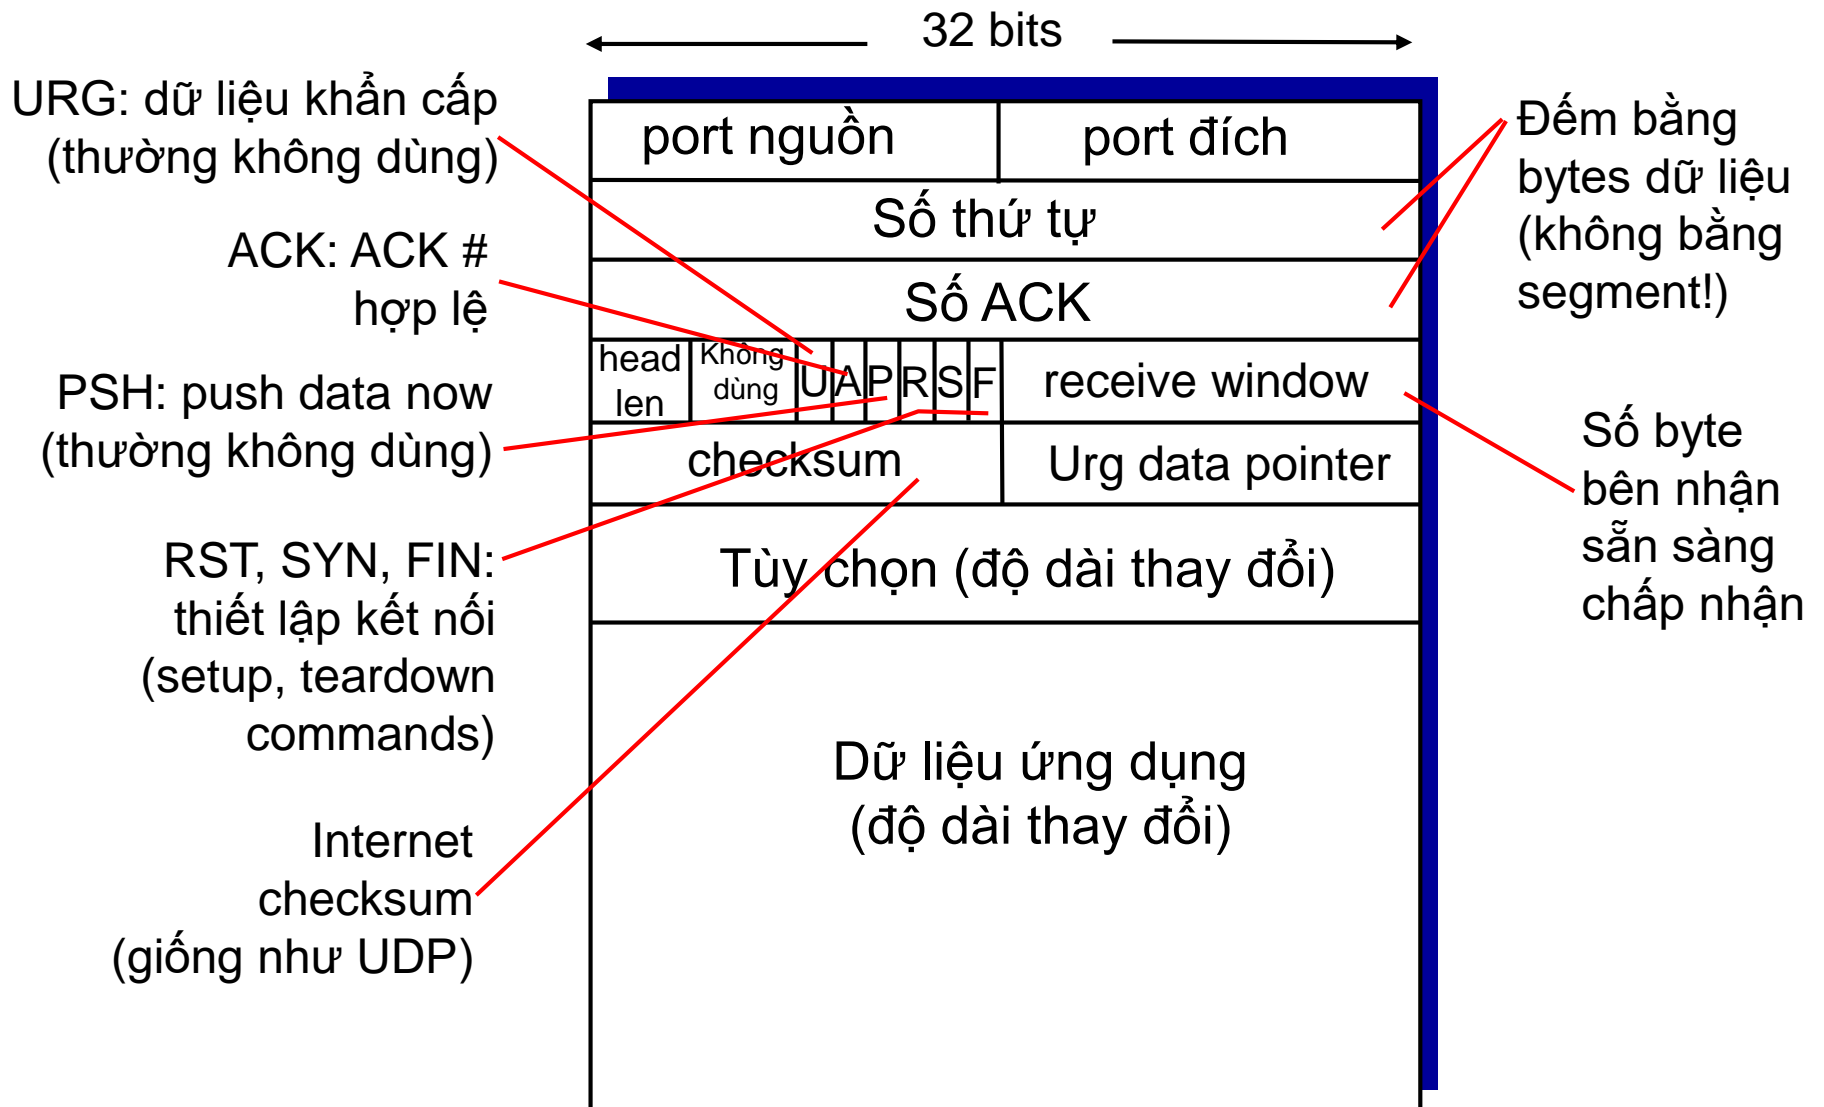 32 bits
URG: dữ liệu khẩn cấp
(thường không dùng)
ACK: ACK #
hợp lệ
PSH: push data now
(thường không dùng)
RST, SYN, FIN:
thiết lập kết nối
(setup, teardown
commands)
Internet
checksum
(giống như UDP)
port nguồn
port đích
Số thứ tự
Số ACK
head
len
Không
dùng
U
A
P
R
S
F
receive window
checksum
Urg data pointer
Tùy chọn (độ dài thay đổi)
Dữ liệu ứng dụng
(độ dài thay đổi)
Đếm bằng
bytes dữ liệu
(không bằng
segment!)
Số byte
bên nhận
sẵn sàng
chấp nhận